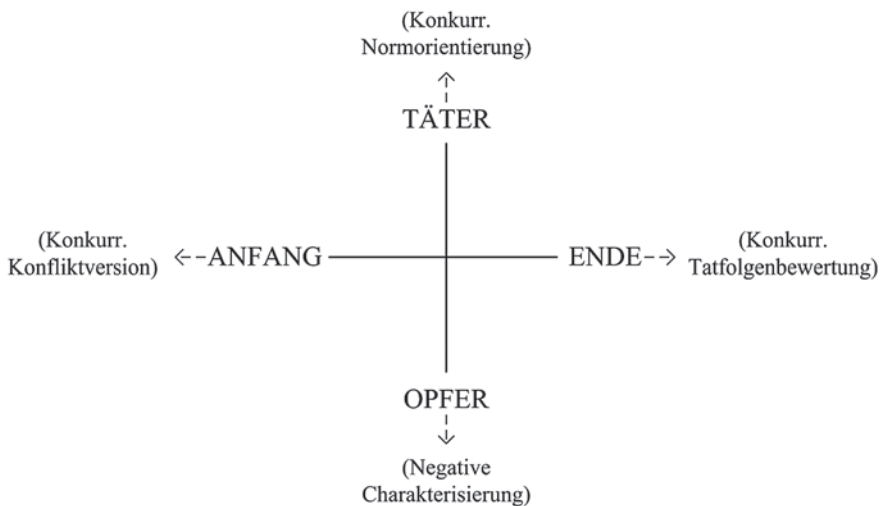 (Konkurr.
Normorientierung)
TÄTER
(Konkurr.
Konfliktversion)
ANFANG
ENDE
(Konkurr.
Tatfolgenbewertung)
OPFER
(Negative
Charakterisierung)